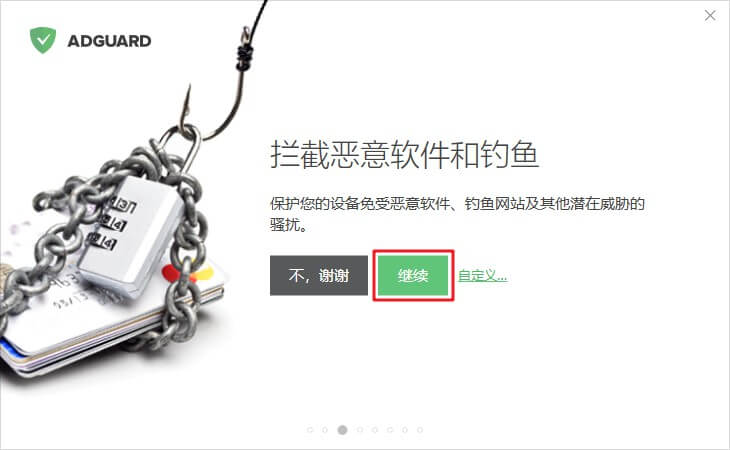 ADGUARD
拦截恶意软件和钓鱼
保护您的设备免受恶意软件、钓鱼网站及其他潜在威胁的
骚扰。
不，谢谢 继续 自定义...